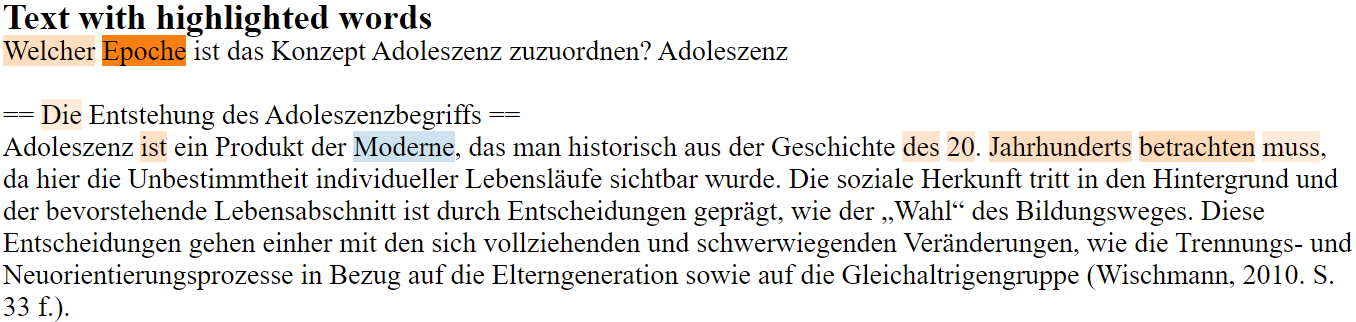 Text with highlighted words
Welcher Epoche ist das Konzept Adoleszenz zuzuordnen? Adoleszenz
== Die Entstehung des Adoleszenzbegriffs ==
Adoleszenz ist ein Produkt der Moderne, das man historisch aus der Geschichte des 20. Jahrhunderts betrachten muss,
da hier die Unbestimmtheit individueller Lebensläufe sichtbar wurde. Die soziale Herkunft tritt in den Hintergrund und
der bevorstehende Lebensabschnitt ist durch Entscheidungen geprägt, wie der „Wahl“ des Bildungsweges. Diese
Entscheidungen gehen einher mit den sich vollziehenden und schwerwiegenden Veränderungen, wie die Trennungs- und
Neuorientierungsprozesse in Bezug auf die Elterngeneration sowie auf die Gleichaltrigengruppe (Wischmann, 2010. S.
33 f.).